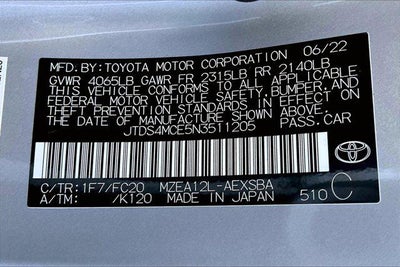 MFD.BY:TOYOTA MOTOR CORPORATION 06/22
GVWR 4065LB GAWR FR 2315LB RR 2140LB
THIS VEHICLE CONFORMS TO ALL APPLICABLE
FEDERAL MOTOR VEHICLE SAFETY, BUMPER, AND
THEFT PREVENTION STANDARDS IN EFFECT ON
THE DATE OF MANUFACTURE SHOWN ABOVE.
JTDS4MCE5N3511205 PASS.CAR
C/TR:1F7/FC20 MZEA12L-AEXSBA
A/TM: /K120 MADE IN JAPAN 510 C